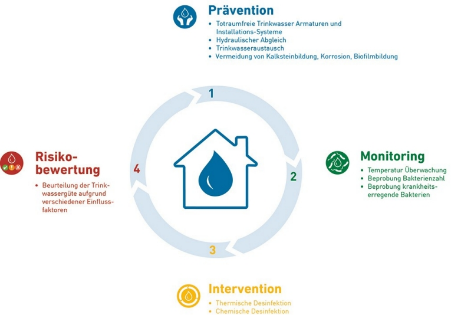 Prävention
• Totraumfreie Trinkwasser Armaturen und
Installations-Systeme
• Hydraulischer Abgleich
• Trinkwasseraustausch
• Vermeidung von Kalksteinbildung, Korrosion, Biofilmbildung
1
2
3
4
Monitoring
• Temperatur Überwachung
• Beprobung Bakterienzahl
• Beprobung krankheits-
erregende Bakterien
Intervention
• Thermische Desinfektion
• Chemische Desinfektion
Risiko-
bewertung
• Beurteilung der Trink-
wassergüte aufgrund
verschiedener Einfluss-
faktoren